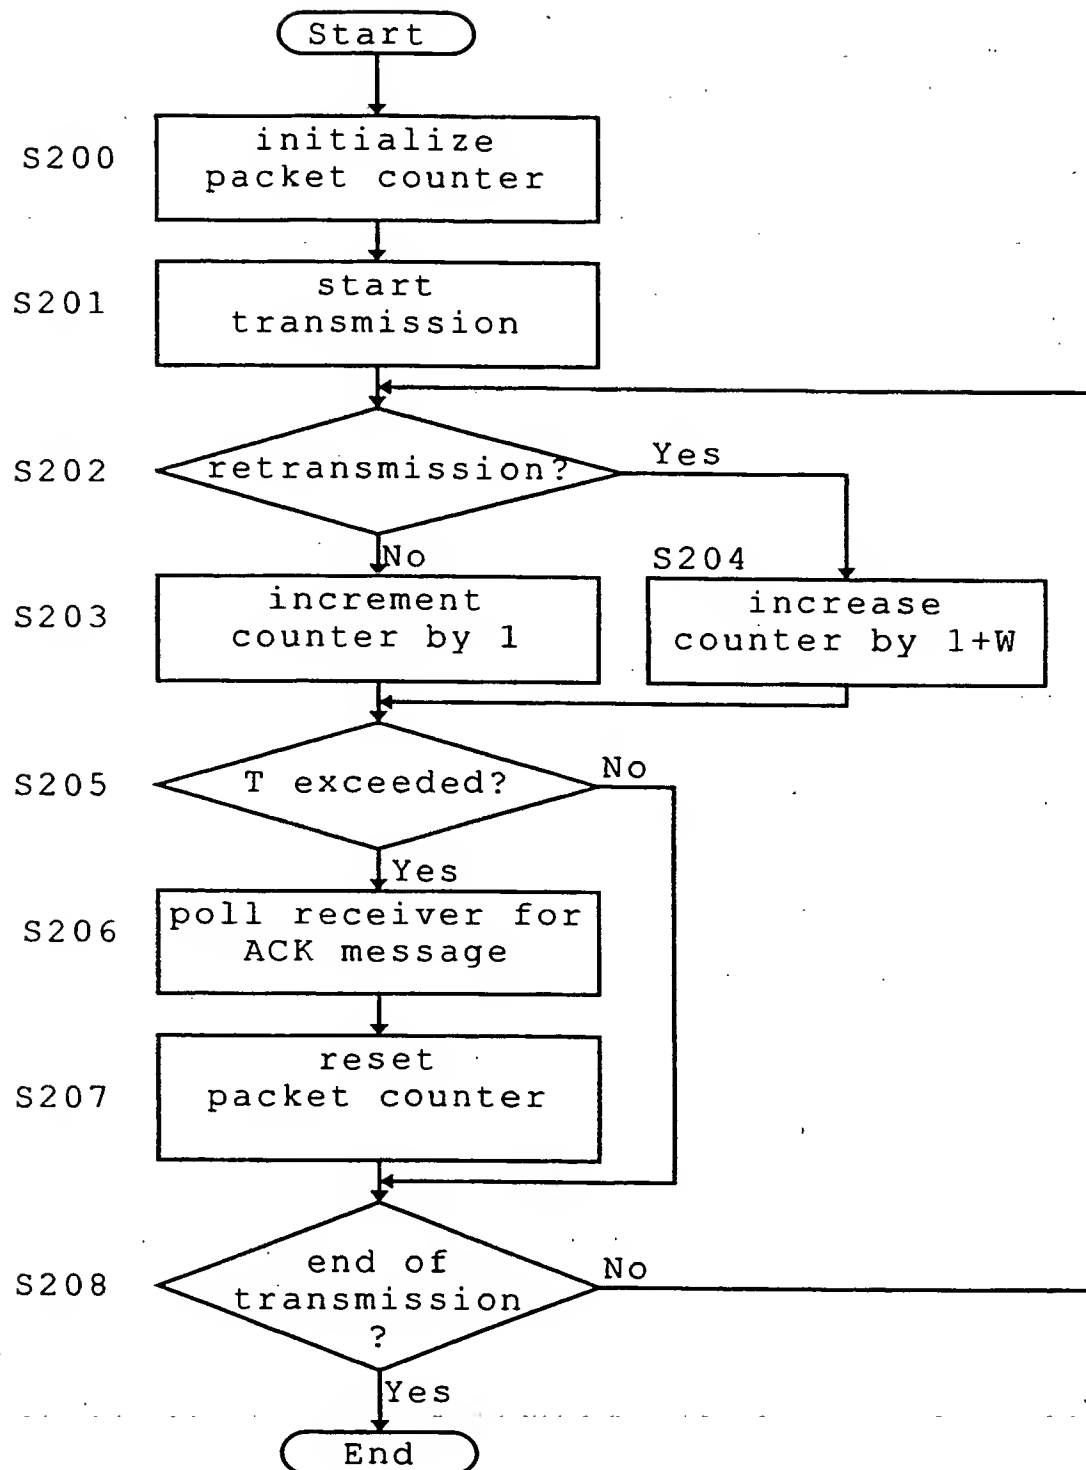 Start
S200
initialize
packet counter
S201
start
transmission
S202
retransmission?
Yes
No
S204
S203
increment
counter by 1
increase
counter by 1+W
S205
T exceeded?
No
Yes
S206
poll receiver for
ACK message
S207
reset
packet counter
S208
end of
transmission
?
No
Yes
End